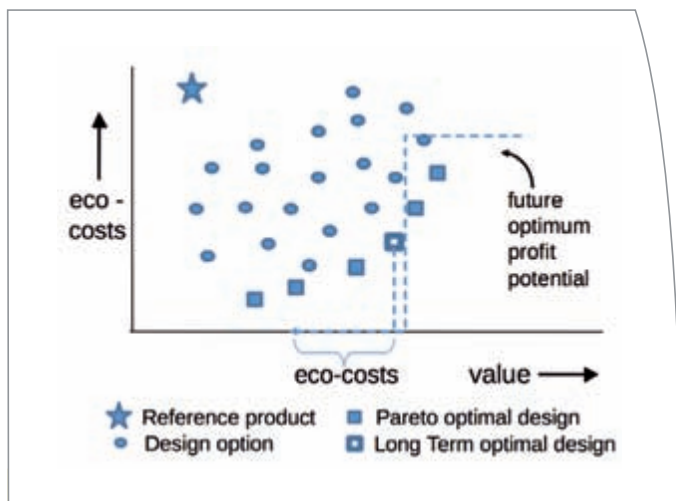 eco -
costs
future
optimum
profit
potential
eco-costs
value
Reference product
Pareto optimal design
Design option
Long Term optimal design